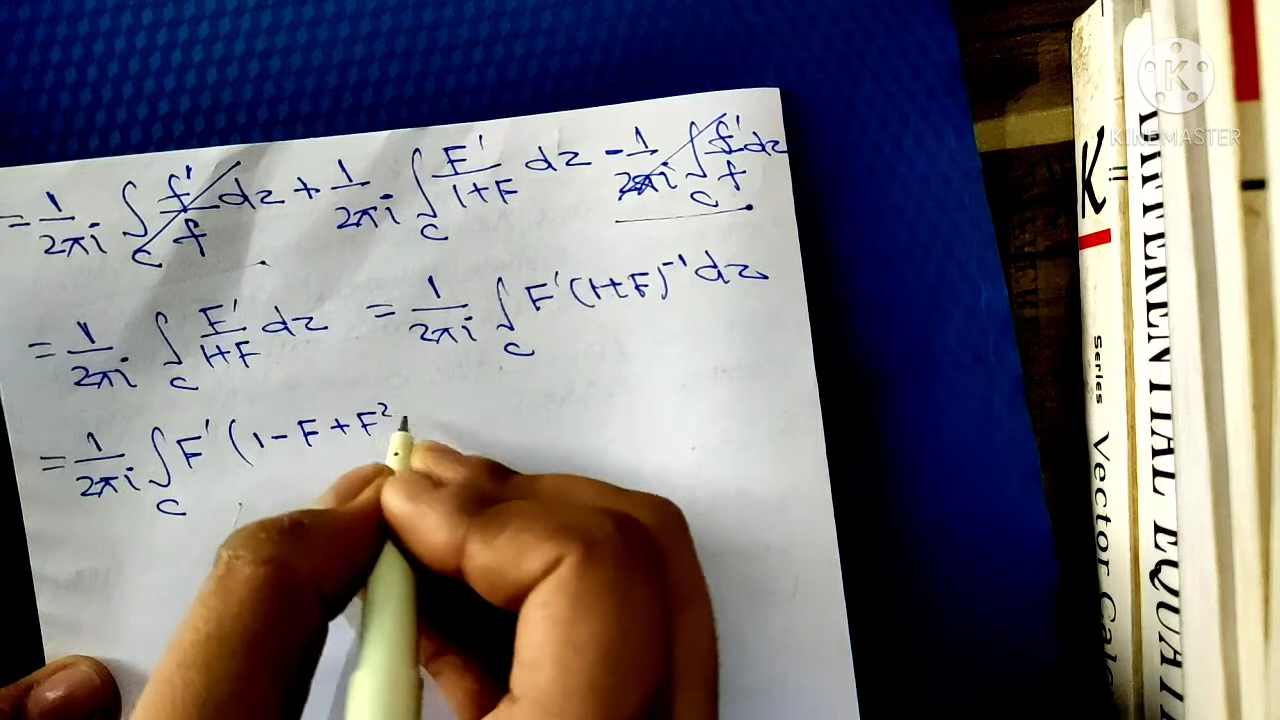 = 1/2πi ∫_C f'/f dz + 1/2πi ∫_C F'/1+F dz - 1/2πi ∫_C f'/f dz
= 1/2πi ∫_C F'/1+F dz = 1/2πi ∫_C F'(1+F)⁻¹ dz
= 1/2πi ∫_C F' (1 - F + F²
K
KINEMASTER
K
Series Vector